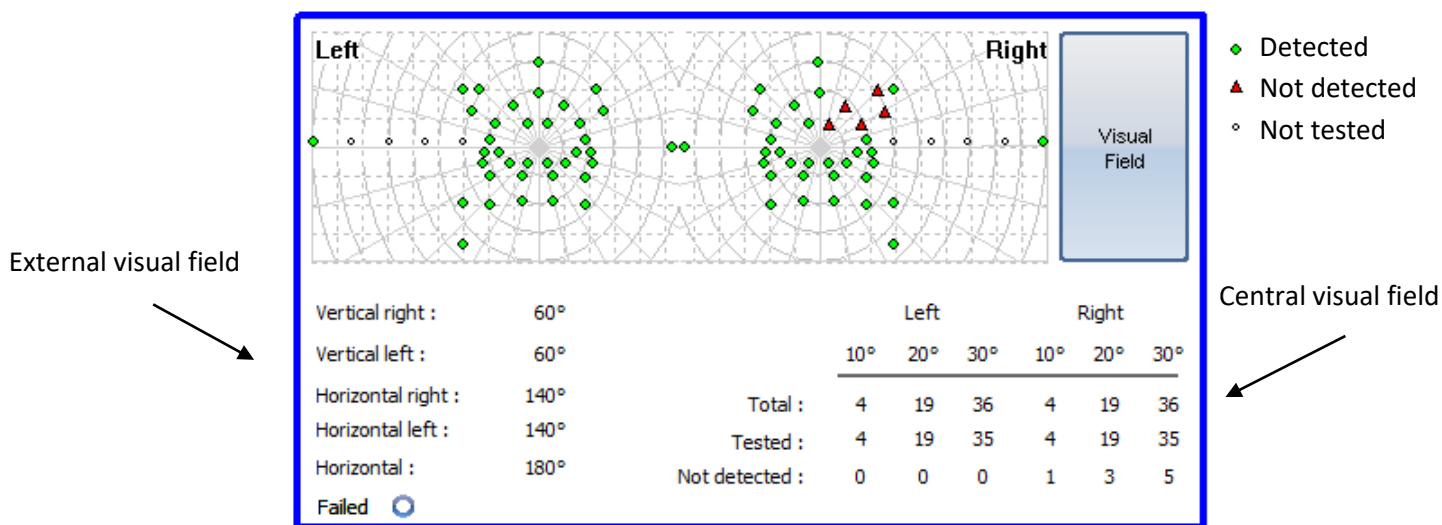 Left
Right
Visual
Field
Detected
Not detected
Not tested
External visual field
Central visual field
Vertical right : 60°
Vertical left : 60°
Horizontal right : 140°
Horizontal left : 140°
Horizontal : 180°
Failed
Left Right
10° 20° 30° 10° 20° 30°
Total : 4 19 36 4 19 36
Tested : 4 19 35 4 19 35
Not detected : 0 0 0 1 3 5